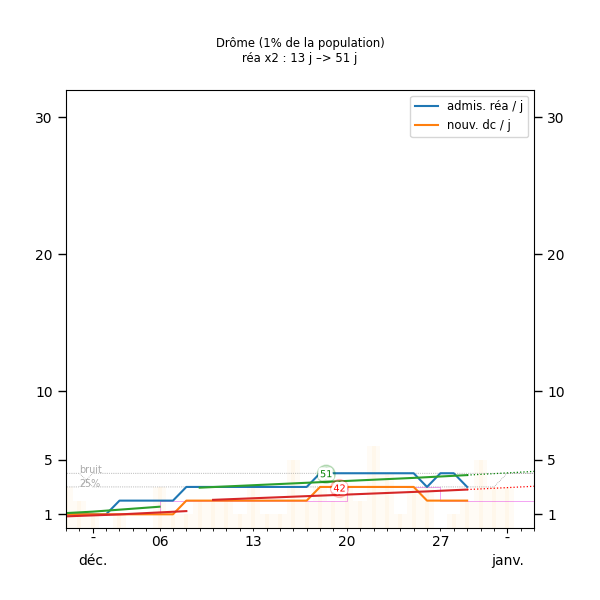 Drôme (1% de la population)
réa x2 : 13 j –> 51 j
admis. réa / j
nouv. dc / j
30 30
20 20
10 10
5 5
1 1
bruit
25%
51
42
- 06 13 20 27 -
déc. janv.